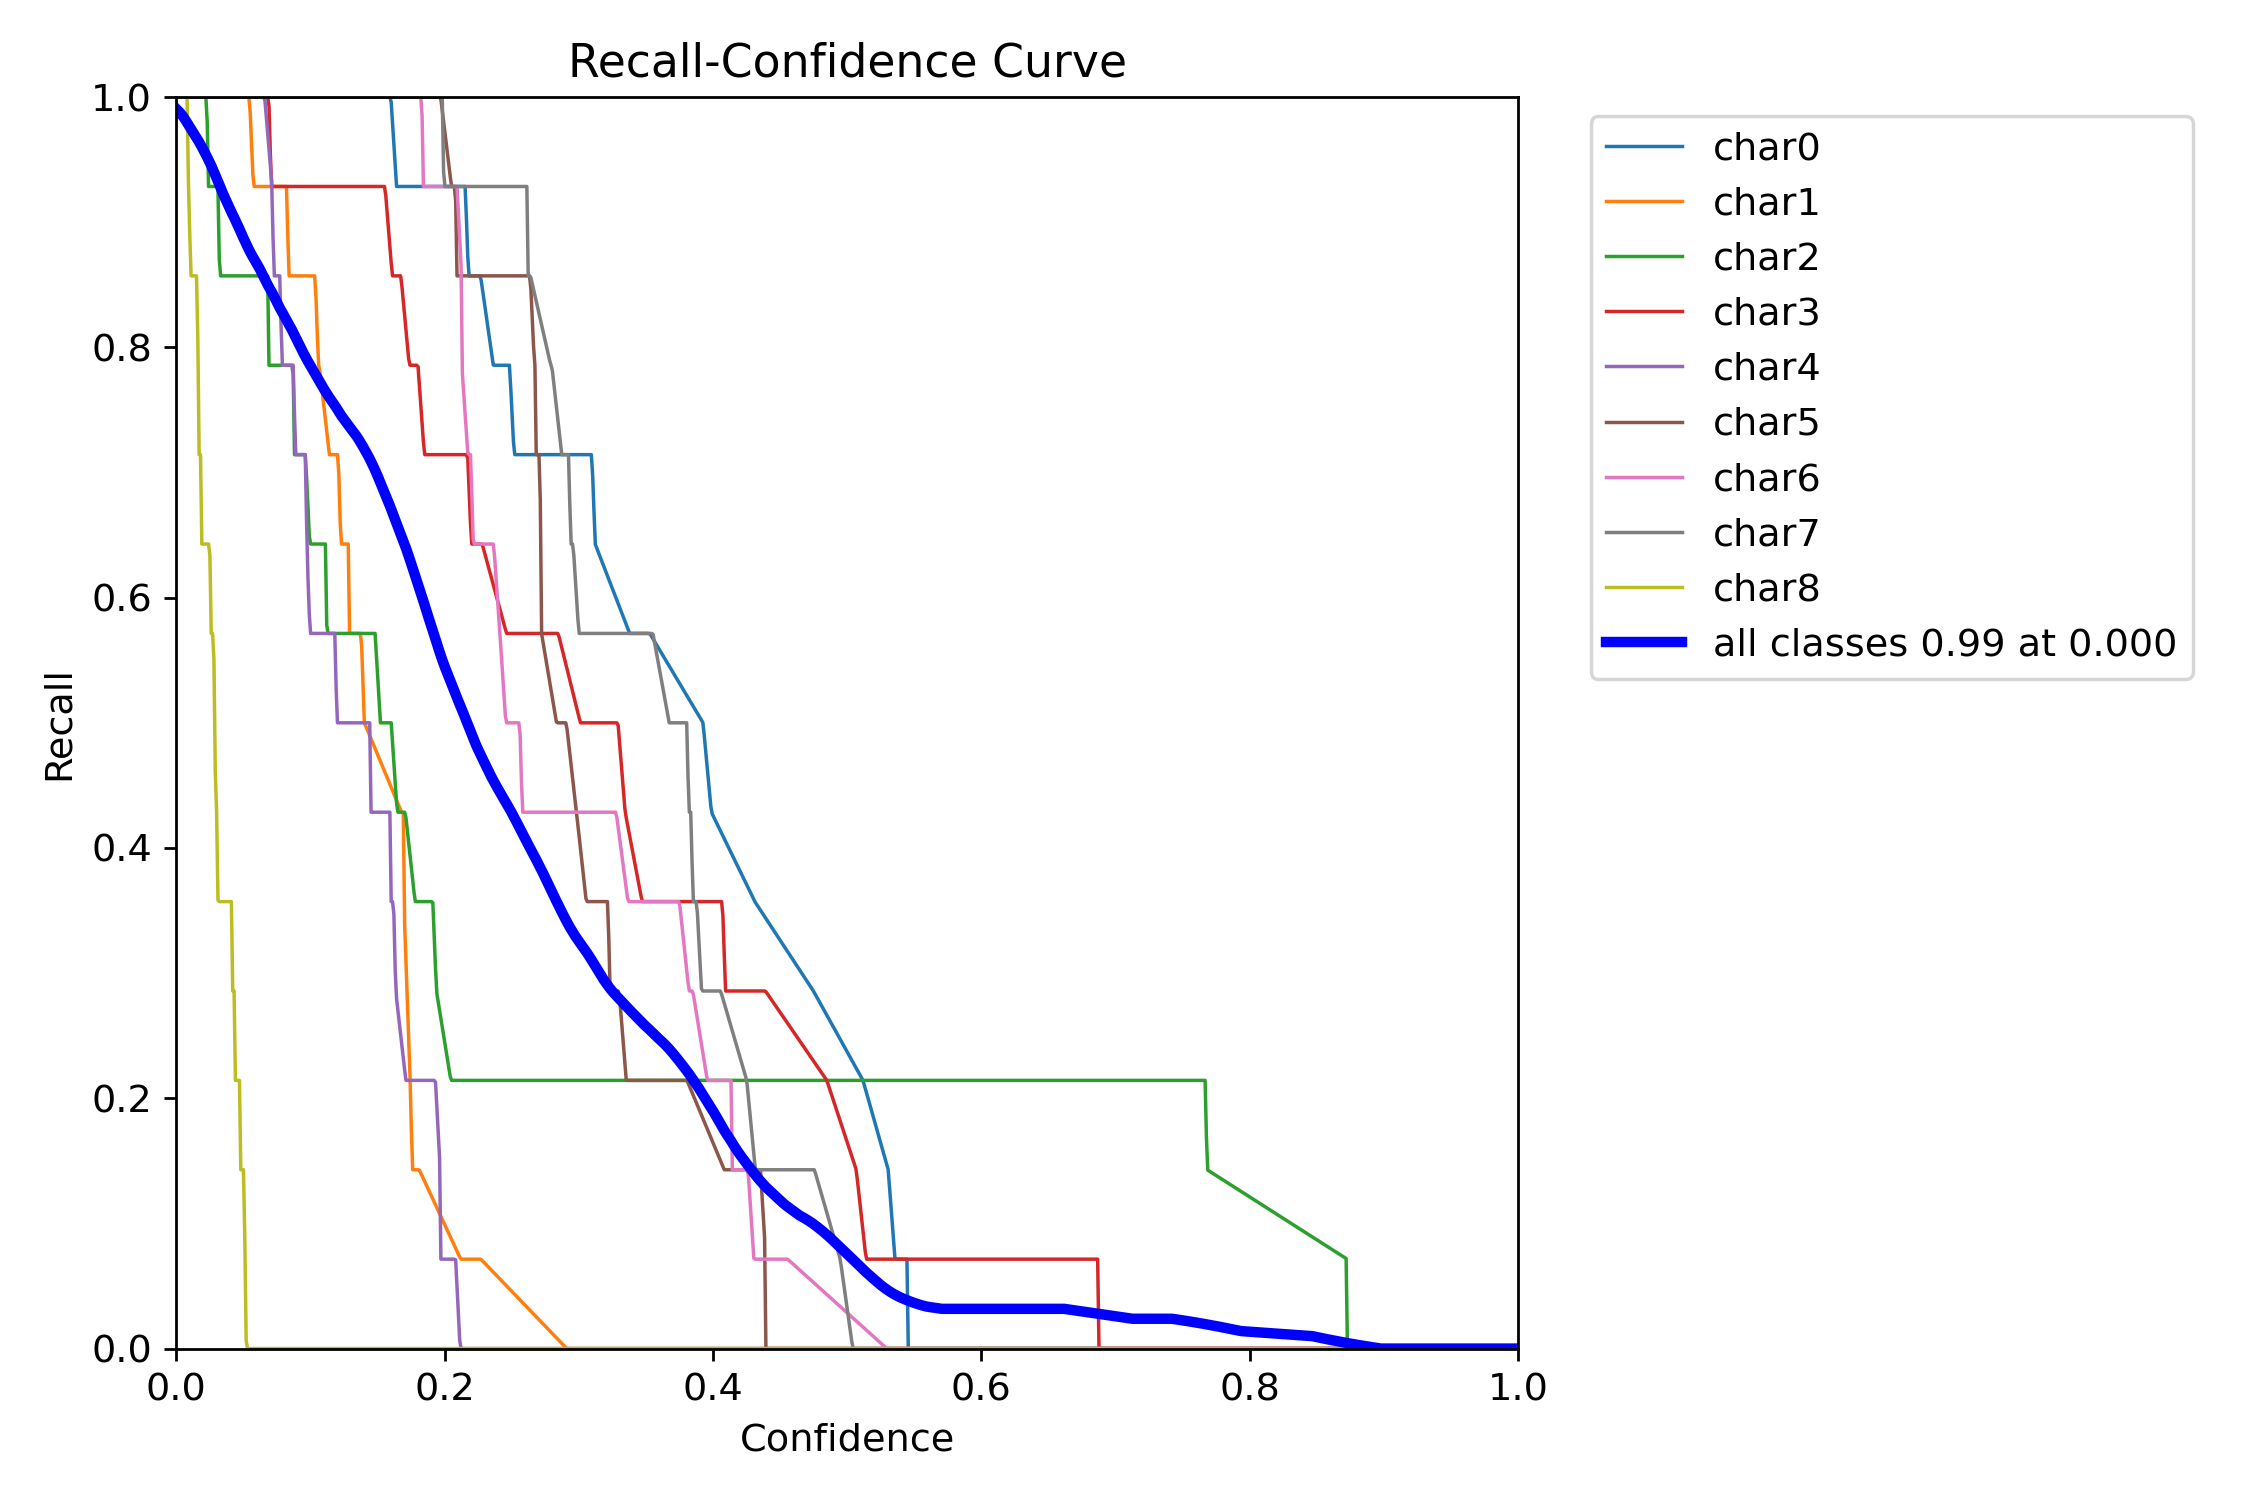 Recall-Confidence Curve
1.0
0.8
0.6
0.4
0.2
0.0
Recall
0.0 0.2 0.4 0.6 0.8 1.0
Confidence
char0
char1
char2
char3
char4
char5
char6
char7
char8
all classes 0.99 at 0.000